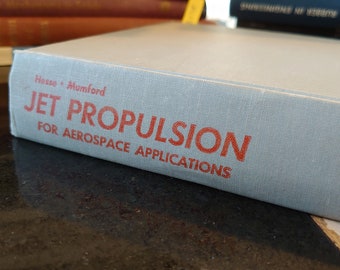 Hesse • Mumford
JET PROPULSION
FOR AEROSPACE APPLICATIONS